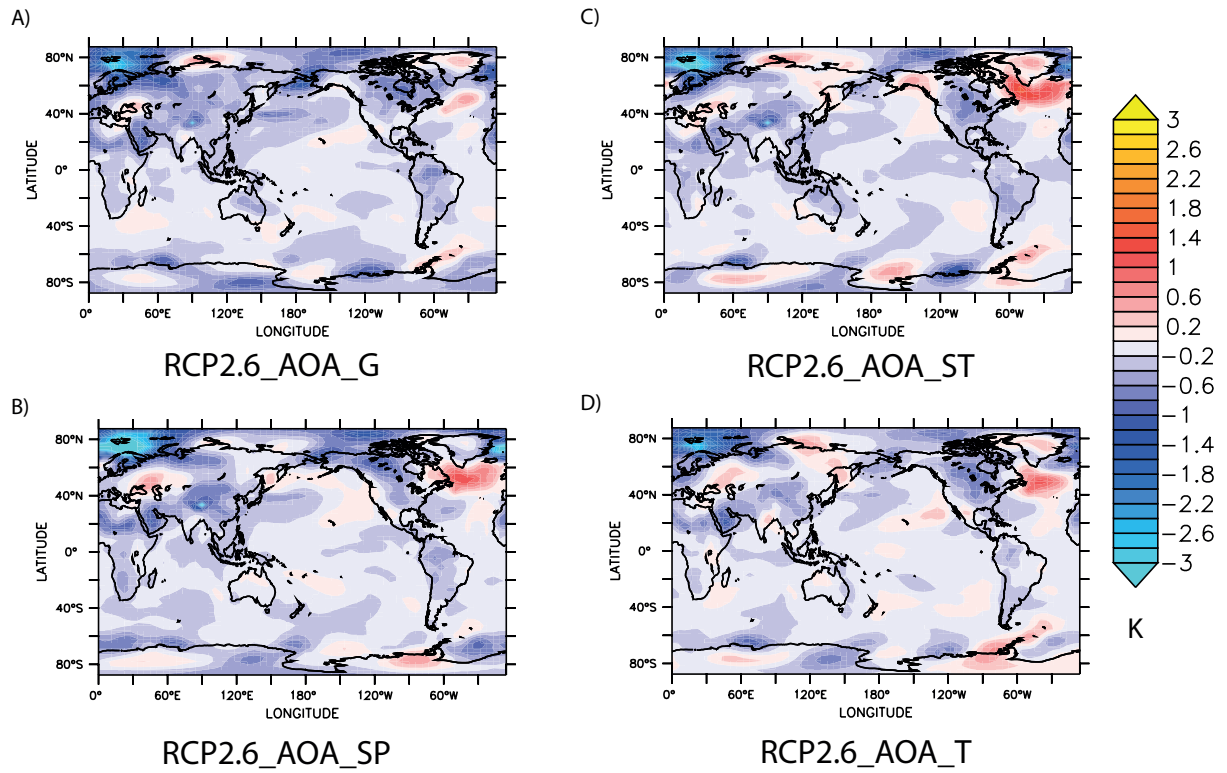 A)
80°N
40°N
0°
40°S
80°S
LATITUDE
0°
60°E
120°E
180°
120°W
60°W
LONGITUDE
RCP2.6_AOA_G
C)
80°N
40°N
0°
40°S
80°S
LATITUDE
0°
60°E
120°E
180°
120°W
60°W
LONGITUDE
RCP2.6_AOA_ST
B)
80°N
40°N
0°
40°S
80°S
LATITUDE
0°
60°E
120°E
180°
120°W
60°W
LONGITUDE
RCP2.6_AOA_SP
D)
80°N
40°N
0°
40°S
80°S
LATITUDE
0°
60°E
120°E
180°
120°W
60°W
LONGITUDE
RCP2.6_AOA_T
3
2.6
2.2
1.8
1.4
1
0.6
0.2
-0.2
-0.6
-1
-1.4
-1.8
-2.2
-2.6
-3
K